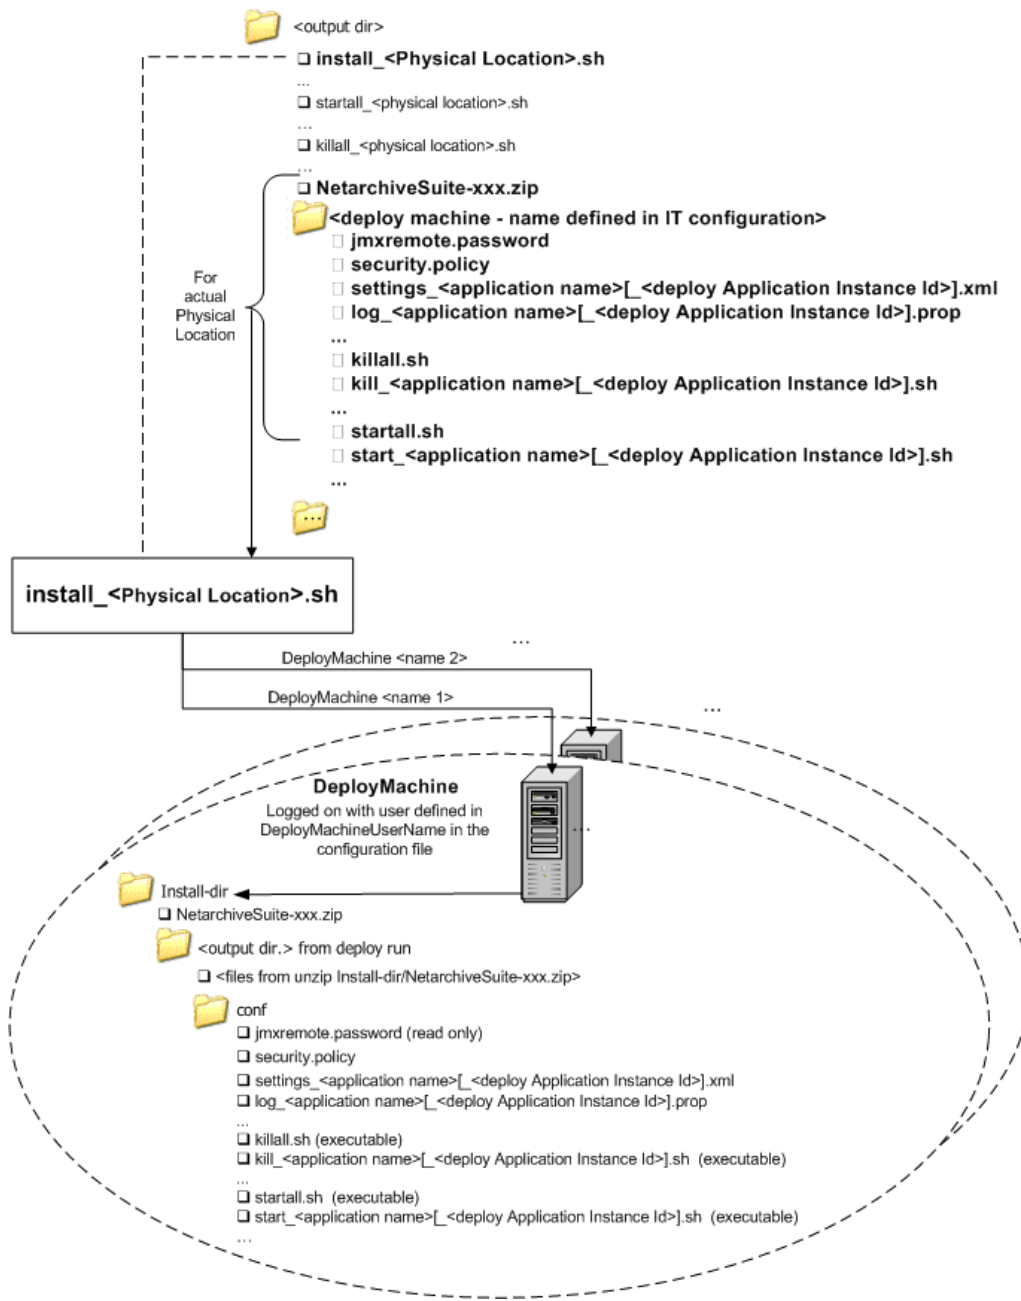 <output dir>
install_<Physical Location>.sh
...
startall_<physical location>.sh
...
killall_<physical location>.sh
...
NetarchiveSuite-xxx.zip
<deploy machine - name defined in IT configuration>
jmxremote.password
security.policy
settings_<application name>[_<deploy Application Instance Id>].xml
log_<application name>[_<deploy Application Instance Id>].prop
...
killall.sh
kill_<application name>[_<deploy Application Instance Id>].sh
...
startall.sh
start_<application name>[_<deploy Application Instance Id>].sh
...
...
For
actual
Physical
Location
install_<Physical Location>.sh
...
DeployMachine <name 2>
DeployMachine <name 1>
...
DeployMachine
Logged on with user defined in
DeployMachineUserName in the
configuration file
...
Install-dir
NetarchiveSuite-xxx.zip
<output dir.> from deploy run
<files from unzip Install-dir/NetarchiveSuite-xxx.zip>
conf
jmxremote.password (read only)
security.policy
settings_<application name>[_<deploy Application Instance Id>].xml
log_<application name>[_<deploy Application Instance Id>].prop
...
killall.sh (executable)
kill_<application name>[_<deploy Application Instance Id>].sh (executable)
...
startall.sh (executable)
start_<application name>[_<deploy Application Instance Id>].sh (executable)
...